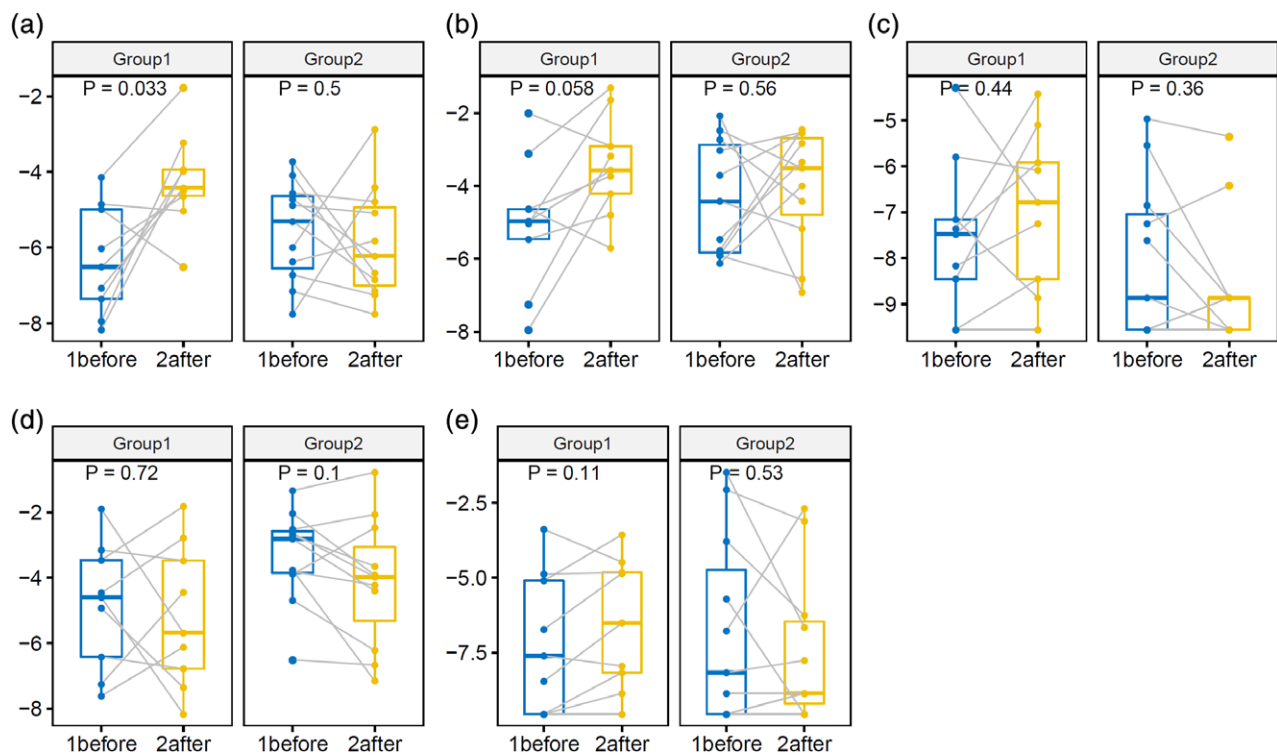 (a)
Group1 Group2
P = 0.033 P = 0.5
−2
−4
−6
−8
1before 2after 1before 2after
(b)
Group1 Group2
P = 0.058 P = 0.56
−2
−4
−6
−8
1before 2after 1before 2after
(c)
Group1 Group2
P = 0.44 P = 0.36
−5
−6
−7
−8
−9
1before 2after 1before 2after
(d)
Group1 Group2
P = 0.72 P = 0.1
−2
−4
−6
−8
1before 2after 1before 2after
(e)
Group1 Group2
P = 0.11 P = 0.53
−2.5
−5.0
−7.5
1before 2after 1before 2after